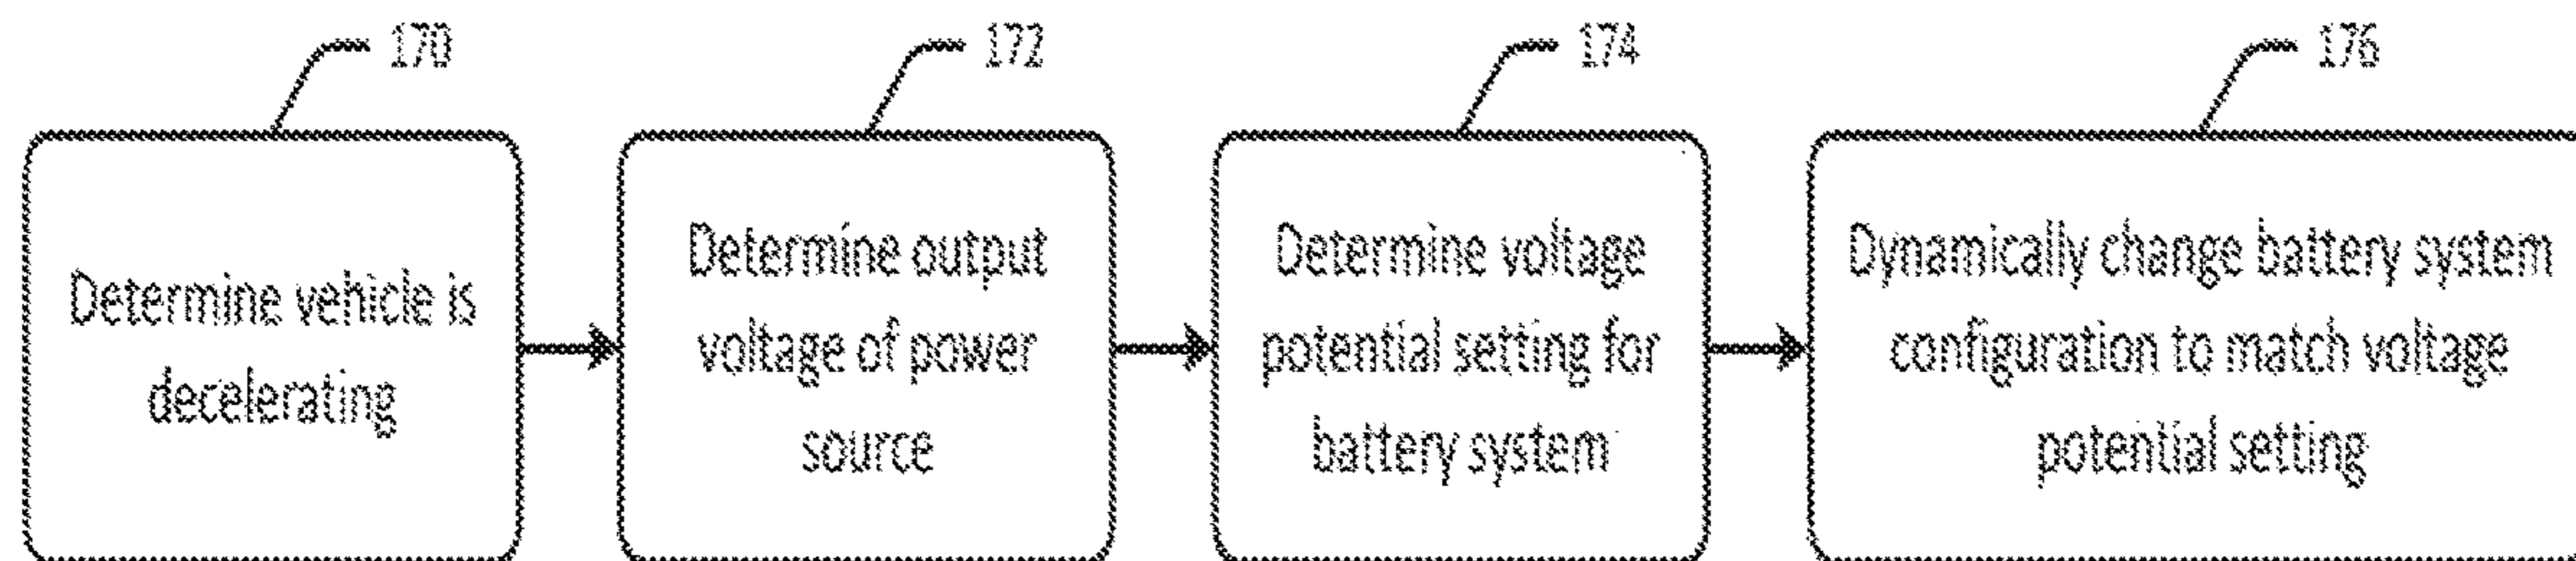 170
172
174
176
Determine vehicle is
decelerating
Determine output
voltage of power
source
Determine voltage
potential setting for
battery system
Dynamically change battery system
configuration to match voltage
potential setting